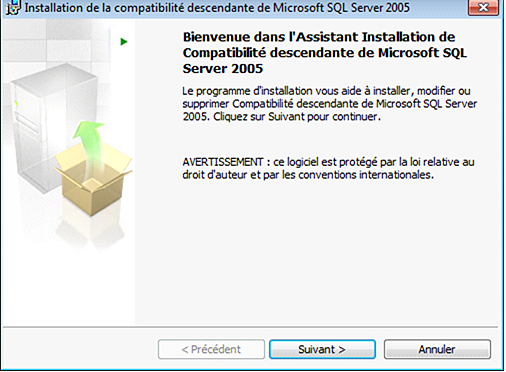 Installation de la compatibilité descendante de Microsoft SQL Server 2005
Bienvenue dans l'Assistant Installation de
Compatibilité descendante de Microsoft SQL
Server 2005
Le programme d'installation vous aide à installer, modifier ou
supprimer Compatibilité descendante de Microsoft SQL Server
2005. Cliquez sur Suivant pour continuer.
AVERTISSEMENT : ce logiciel est protégé par la loi relative au
droit d'auteur et par les conventions internationales.
< Précédent
Suivant >
Annuler